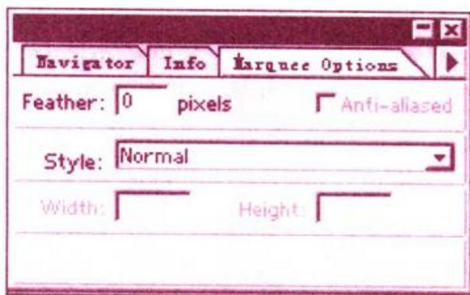 Navigator Info Marquee Options
Feather: 0 pixels Anti-aliased
Style: Normal
Width: Height: